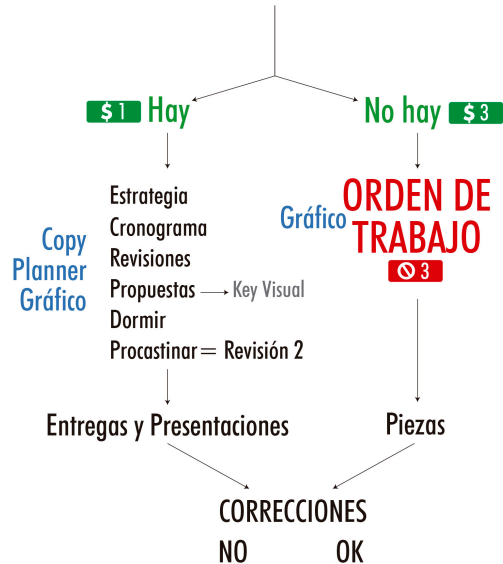 $ 1 Hay
No hay $ 3
Estrategia
Cronograma
Revisiones
Propuestas
Key Visual
Dormir
Procastinar = Revisión 2
Copy
Planner
Gráfico
Gráfico
ORDEN DE
TRABAJO
3
Entregas y Presentaciones
Piezas
CORRECCIONES
NO
OK